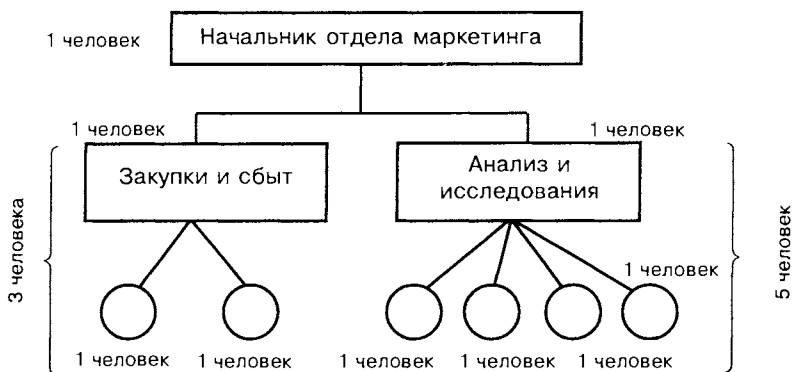 1 человек
Начальник отдела маркетинга
1 человек
1 человек
Закупки и сбыт
Анализ и
исследования
3 человека
5 человек
1 человек
1 человек
1 человек
1 человек
1 человек
1 человек